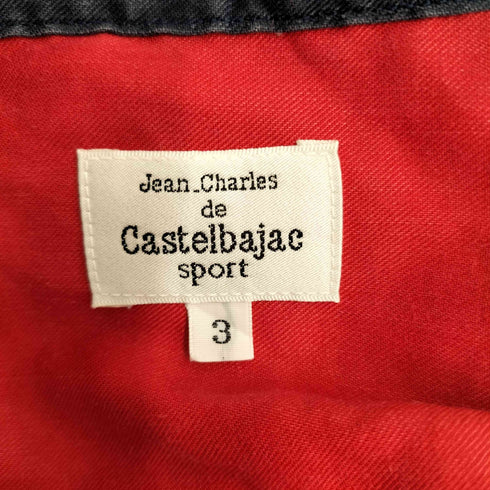 Jean-Charles
de
Castelbajac
sport
3